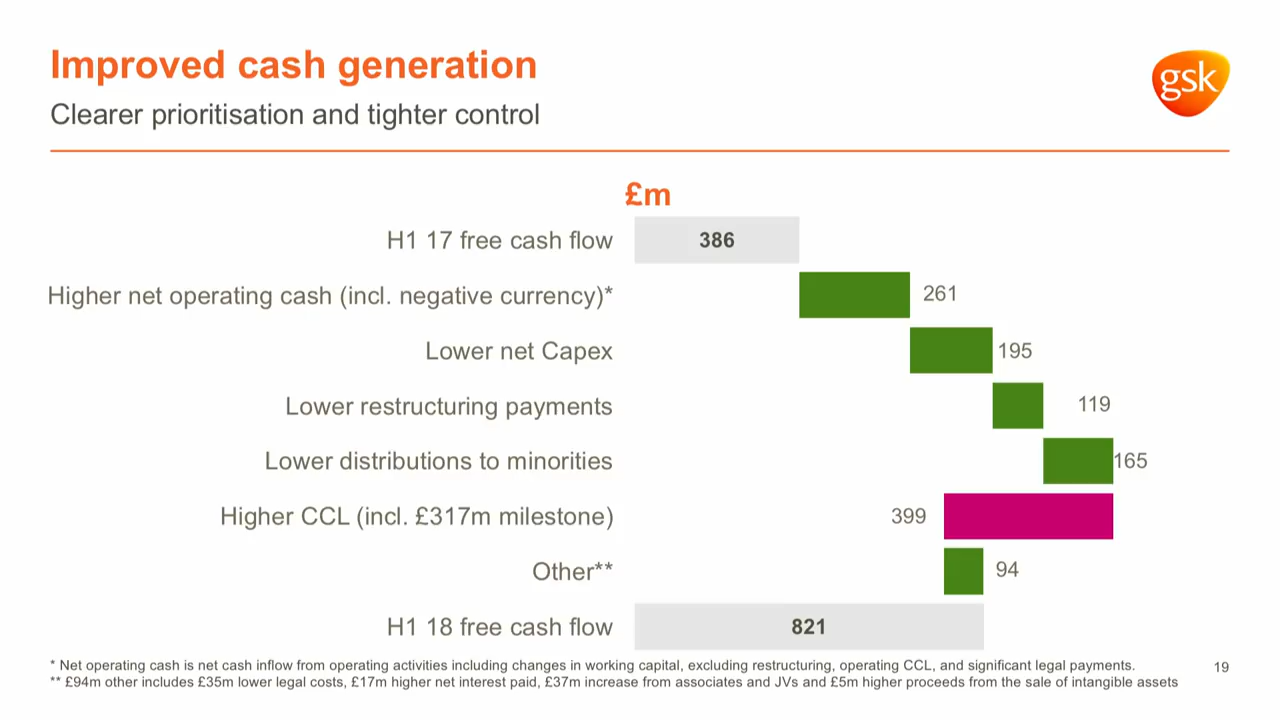 Improved cash generation
gsk
Clearer prioritisation and tighter control
£m
H1 17 free cash flow 386
Higher net operating cash (incl. negative currency)* 261
Lower net Capex 195
Lower restructuring payments 119
Lower distributions to minorities 165
Higher CCL (incl. £317m milestone) 399
Other** 94
H1 18 free cash flow 821
* Net operating cash is net cash inflow from operating activities including changes in working capital, excluding restructuring, operating CCL, and significant legal payments.
19
** £94m other includes £35m lower legal costs, £17m higher net interest paid, £37m increase from associates and JVs and £5m higher proceeds from the sale of intangible assets